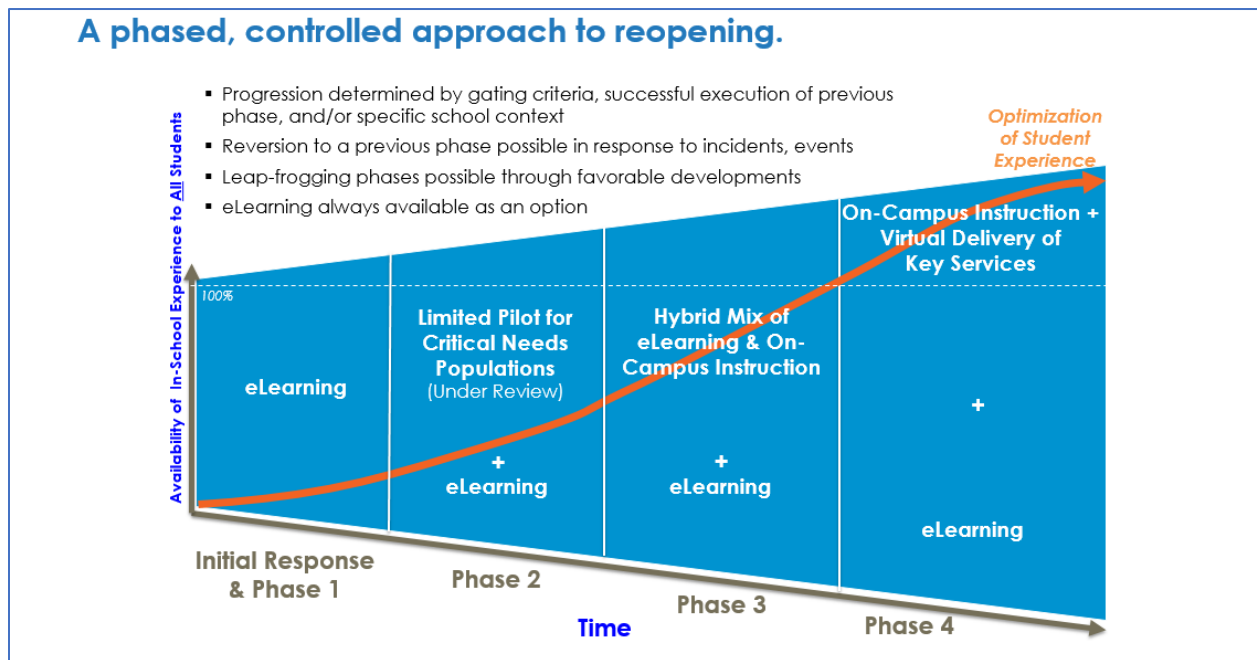 A phased, controlled approach to reopening.
▪ Progression determined by gating criteria, successful execution of previous
phase, and/or specific school context
▪ Reversion to a previous phase possible in response to incidents, events
▪ Leap-frogging phases possible through favorable developments
▪ eLearning always available as an option
Optimization
of Student
Experience
Availability of In-School Experience to All Students
100%
eLearning
Limited Pilot for
Critical Needs
Populations
(Under Review)
+
eLearning
Hybrid Mix of
eLearning & On-
Campus Instruction
+
eLearning
On-Campus Instruction +
Virtual Delivery of
Key Services
+
eLearning
Initial Response
& Phase 1
Phase 2
Phase 3
Phase 4
Time